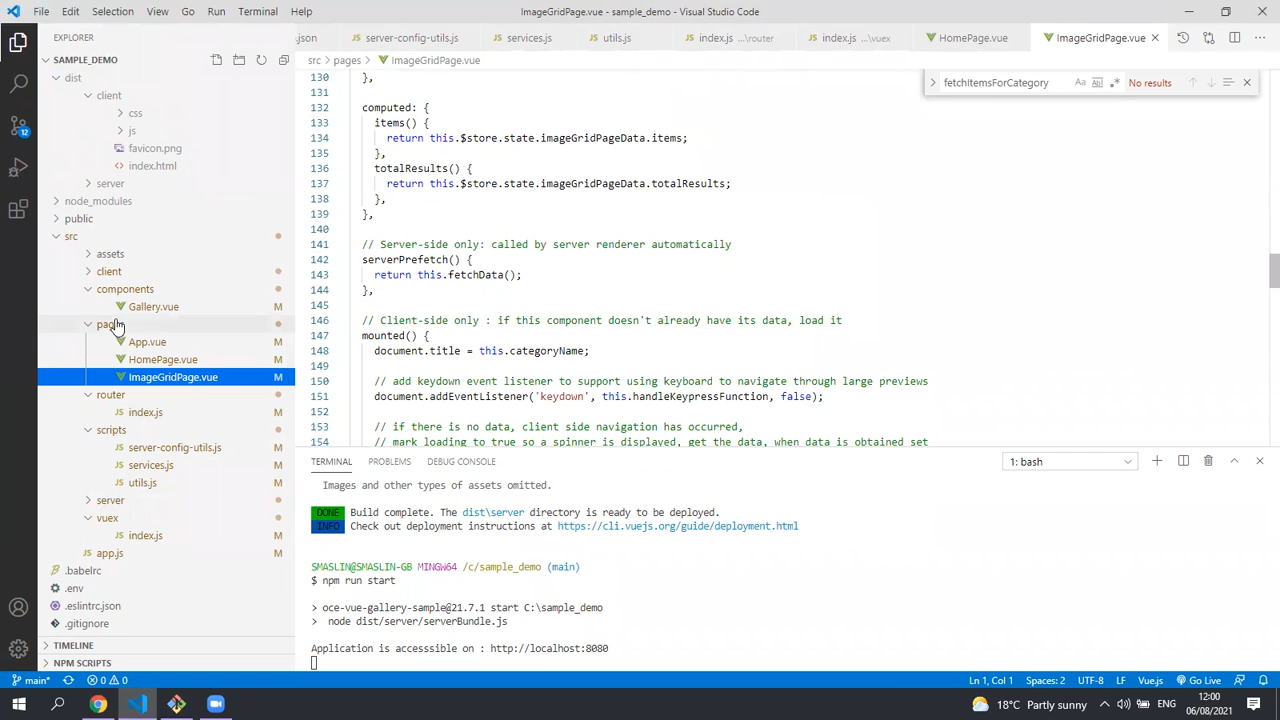 File Edit Selection View Go Run Terminal Help ImageGridPage.vue - sample_demo - Visual Studio Code
EXPLORER
.json server-config-utils.js services.js utils.js index.js ...\router index.js ...\vuex HomePage.vue ImageGridPage.vue
SAMPLE_DEMO
dist
client
css
js
favicon.png
index.html
server
node_modules
public
src
assets
client
components
Gallery.vue M
App.vue M
HomePage.vue M
ImageGridPage.vue M
router
index.js M
scripts
server-config-utils.js M
services.js M
utils.js M
server
vuex
index.js M
app.js M
.babelrc
.env
.eslintrc.json
.gitignore
TIMELINE
NPM SCRIPTS
12
src > pages > ImageGridPage.vue
fetchItemsForCategory Aa Abl .* No results
130 },
131
132 computed: {
133 items() {
134 return this.$store.state.imageGridPageData.items;
135 },
136 totalResults() {
137 return this.$store.state.imageGridPageData.totalResults;
138 },
139 },
140
141 // Server-side only: called by server renderer automatically
142 serverPrefetch() {
143 return this.fetchData();
144 },
145
146 // Client-side only : if this component doesn't already have its data, load it
147 mounted() {
148 document.title = this.categoryName;
149
150 // add keydown event listener to support using keyboard to navigate through large previews
151 document.addEventListener('keydown', this.handleKeypressFunction, false);
152
153 // if there is no data, client side navigation has occurred,
154 // mark loading to true so a spinner is displayed, get the data, when data is obtained set
TERMINAL PROBLEMS DEBUG CONSOLE 1: bash
Images and other types of assets omitted.
DONE Build complete. The dist\server directory is ready to be deployed.
INFO Check out deployment instructions at https://cli.vuejs.org/guide/deployment.html
SMASLIN@SMASLIN-GB MINGW64 /c/sample_demo (main)
$ npm run start
> oce-vue-gallery-sample@21.7.1 start C:\sample_demo
> node dist/server/serverBundle.js
Application is accesssible on : http://localhost:8080
main* 0 0 Ln 1, Col 1 Spaces: 2 UTF-8 LF Vue.js Go Live
18°C Partly sunny ENG 12:00
06/08/2021